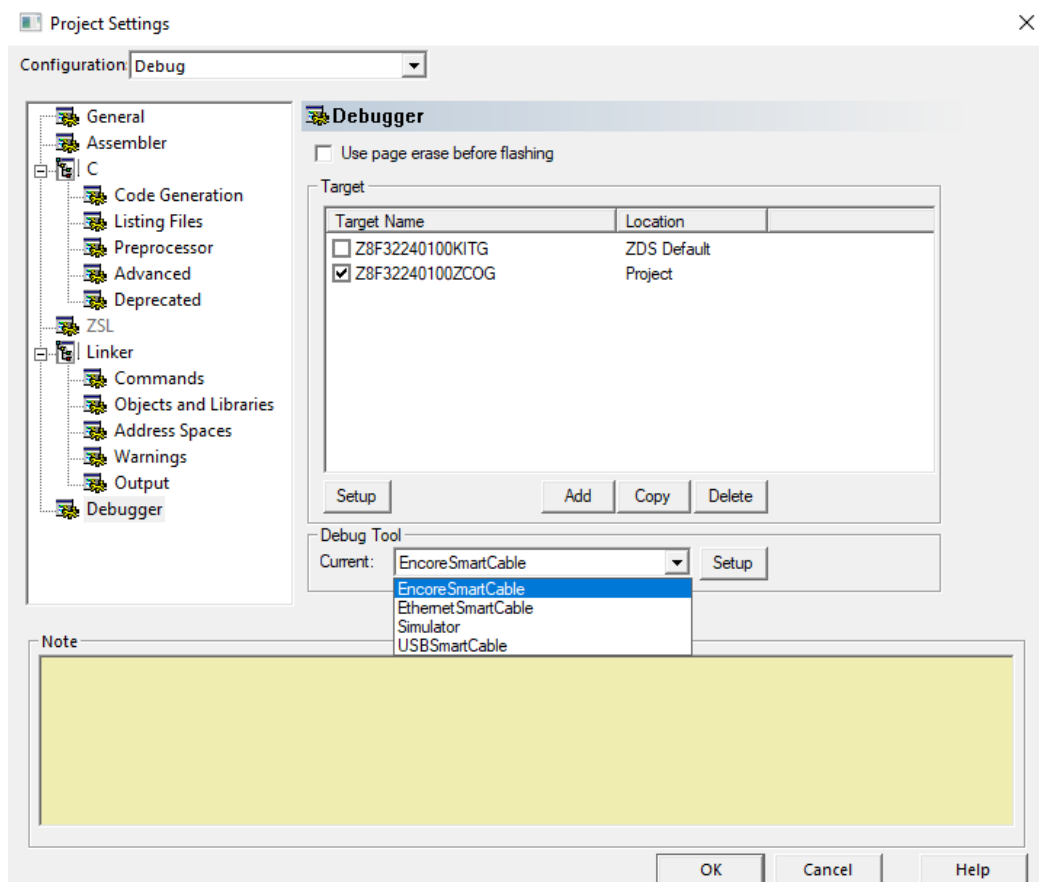 Project Settings
Configuration: Debug
General
Assembler
C
Code Generation
Listing Files
Preprocessor
Advanced
Deprecated
ZSL
Linker
Commands
Objects and Libraries
Address Spaces
Warnings
Output
Debugger
Debugger
Use page erase before flashing
Target
Target Name Location
Z8F32240100KITG ZDS Default
Z8F32240100ZCOG Project
Setup Add Copy Delete
Debug Tool
Current: EncoreSmartCable Setup
EncoreSmartCable
EthernetSmartCable
Simulator
USBSmartCable
Note
OK Cancel Help